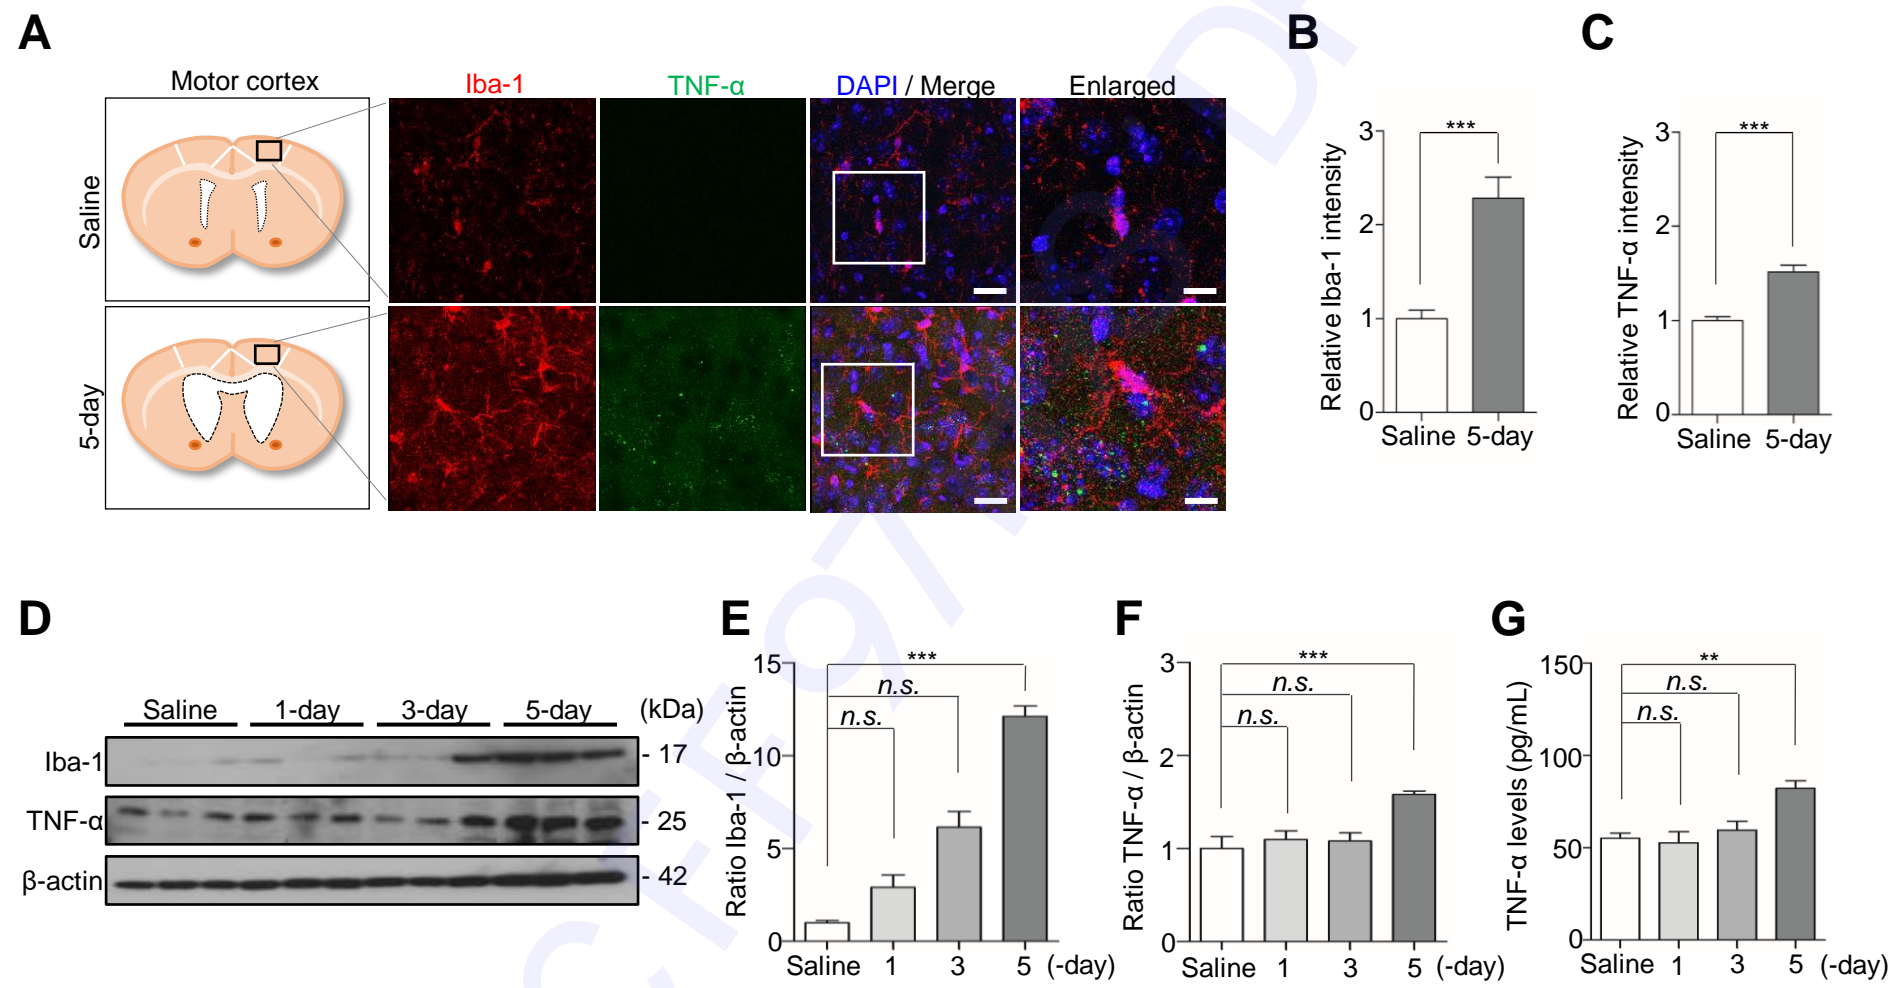 A
B
C
Motor cortex
Iba-1
TNF-α
DAPI / Merge
Enlarged
Saline
5-day
Relative Iba-1 intensity
3
2
1
0
***
Saline 5-day
Relative TNF-α intensity
3
2
1
0
***
Saline 5-day
D
Saline 1-day 3-day 5-day (kDa)
Iba-1 - 17
TNF-α - 25
β-actin - 42
E
Ratio Iba-1 / β-actin
15
10
5
0
***
n.s.
n.s.
Saline 1 3 5 (-day)
F
Ratio TNF-α / β-actin
3
2
1
0
***
n.s.
n.s.
Saline 1 3 5 (-day)
G
TNF-α levels (pg/mL)
150
100
50
0
**
n.s.
n.s.
Saline 1 3 5 (-day)